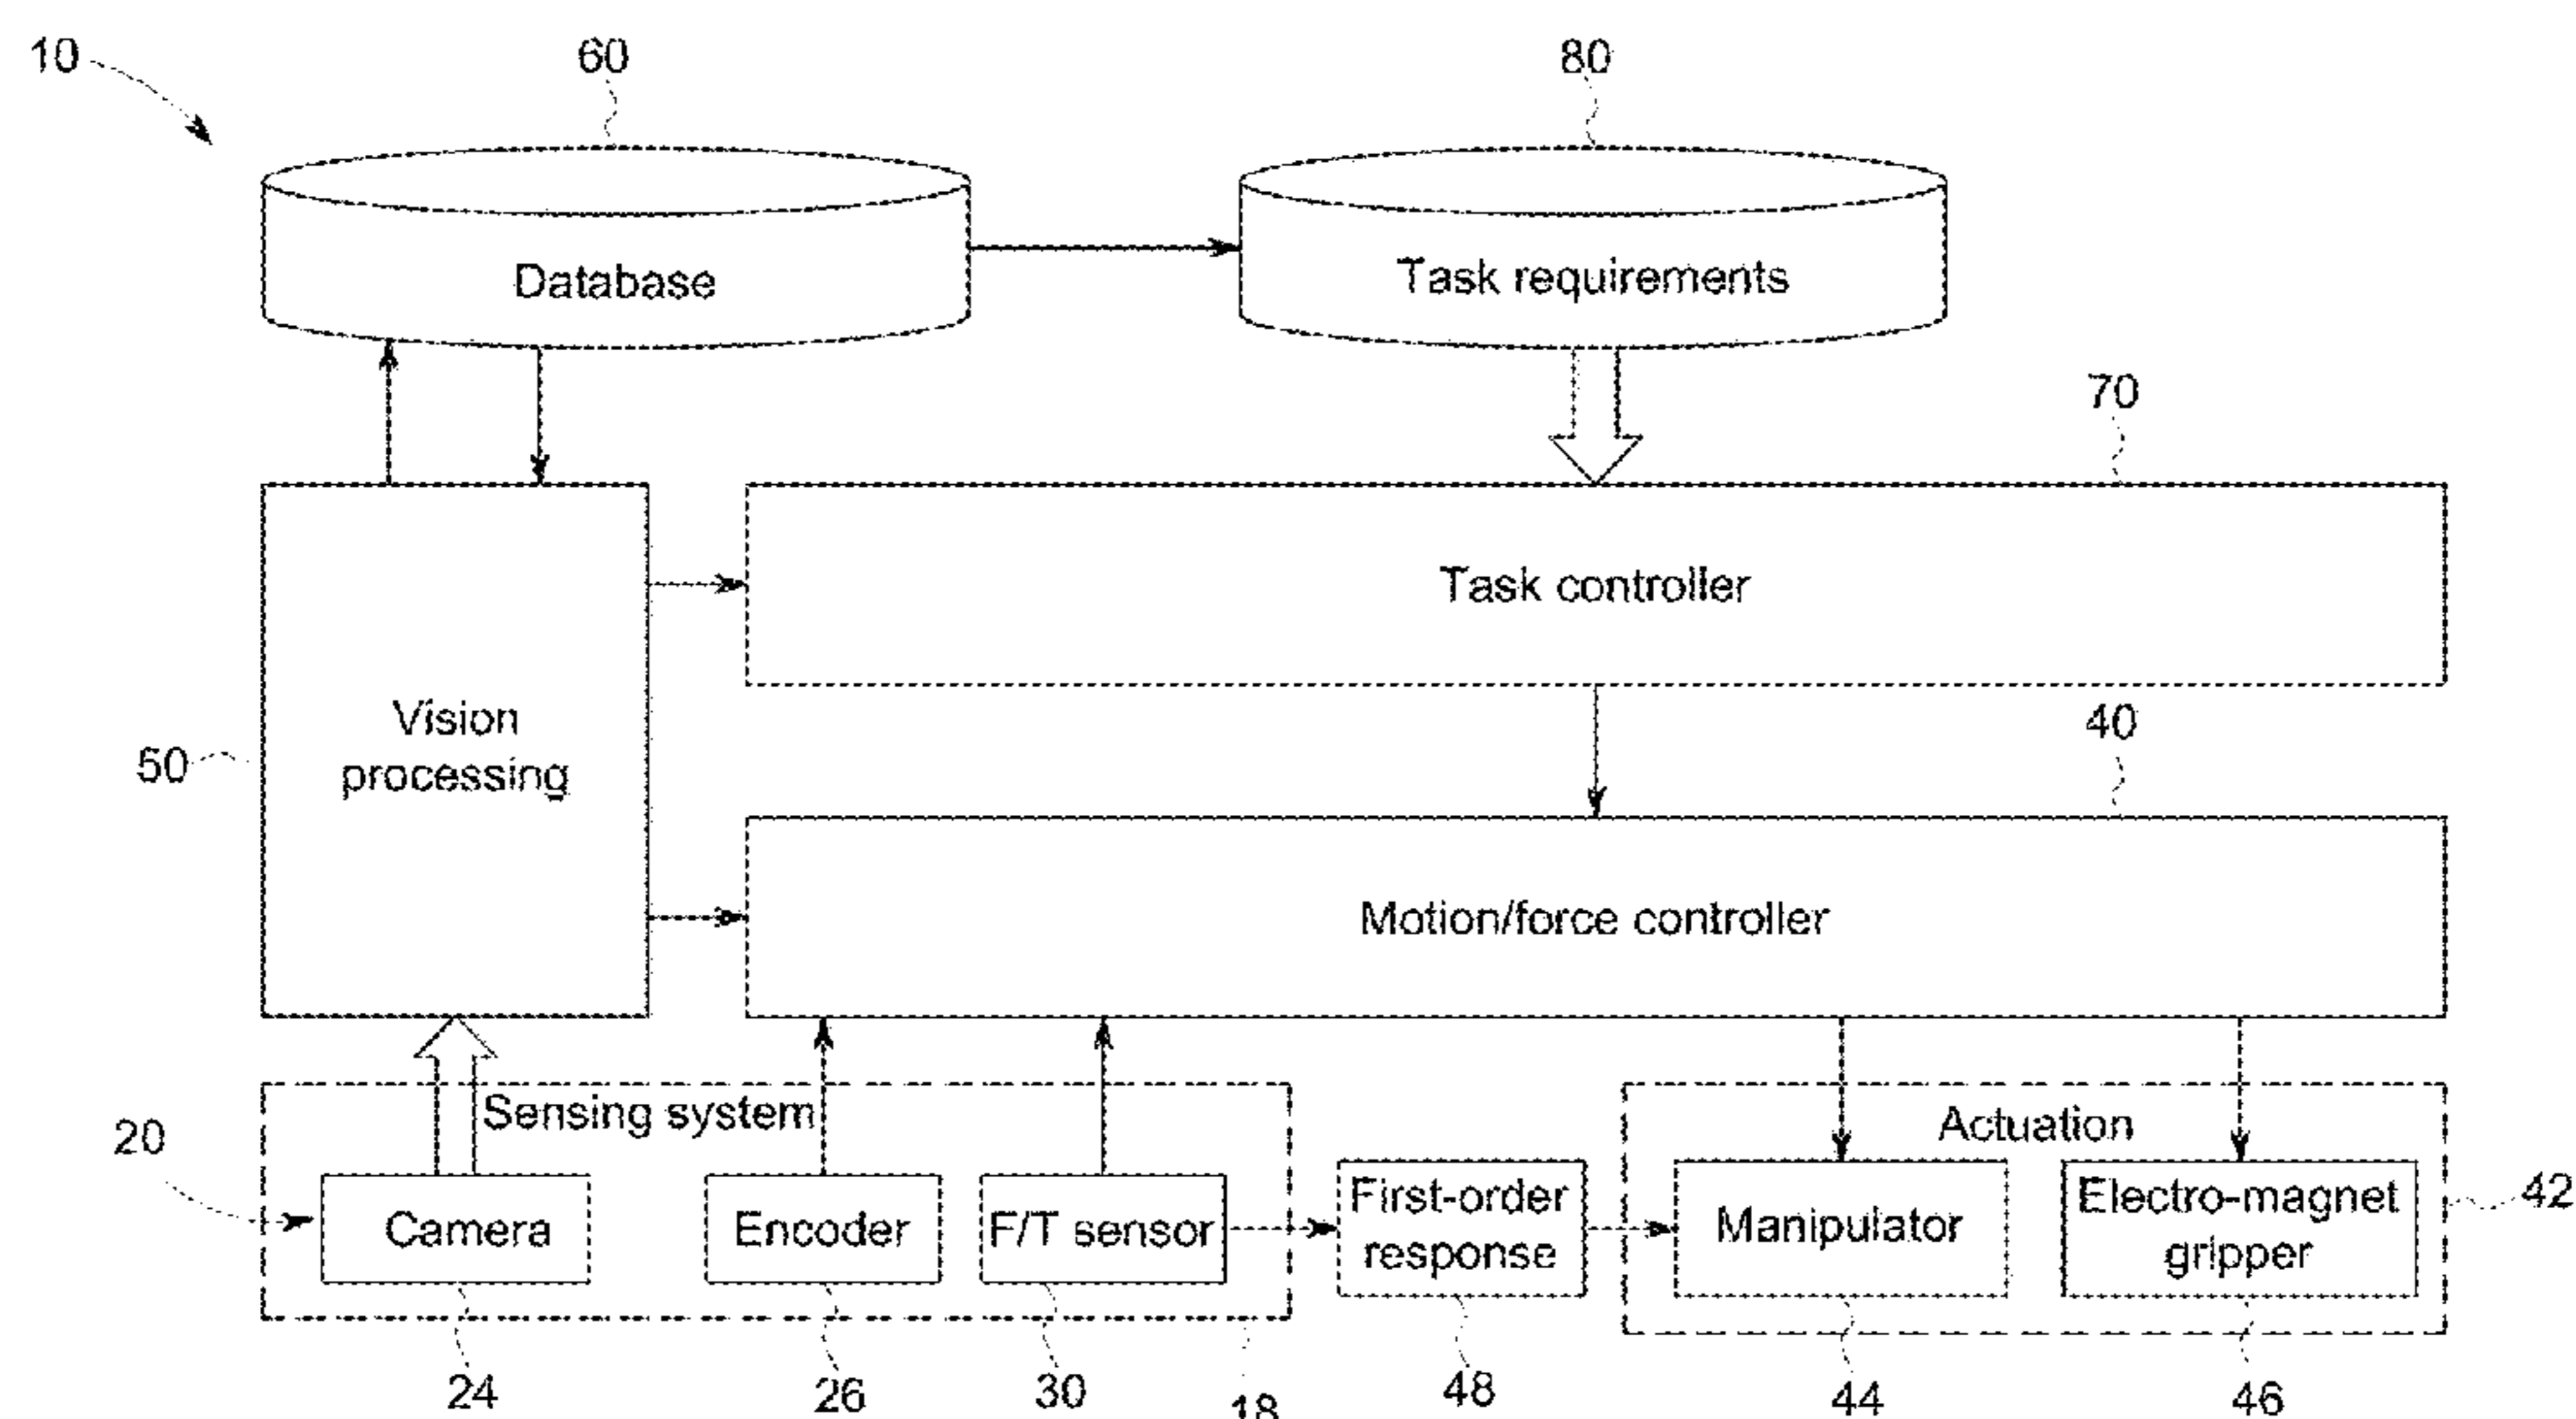 10
60
80
Database
Task requirements
70
Task controller
Vision
processing
50
40
Motion/force controller
Sensing system
Actuation
20
Camera
Encoder
F/T sensor
First-order
response
Manipulator
Electro-magnet
gripper
42
24
26
30
18
48
44
46